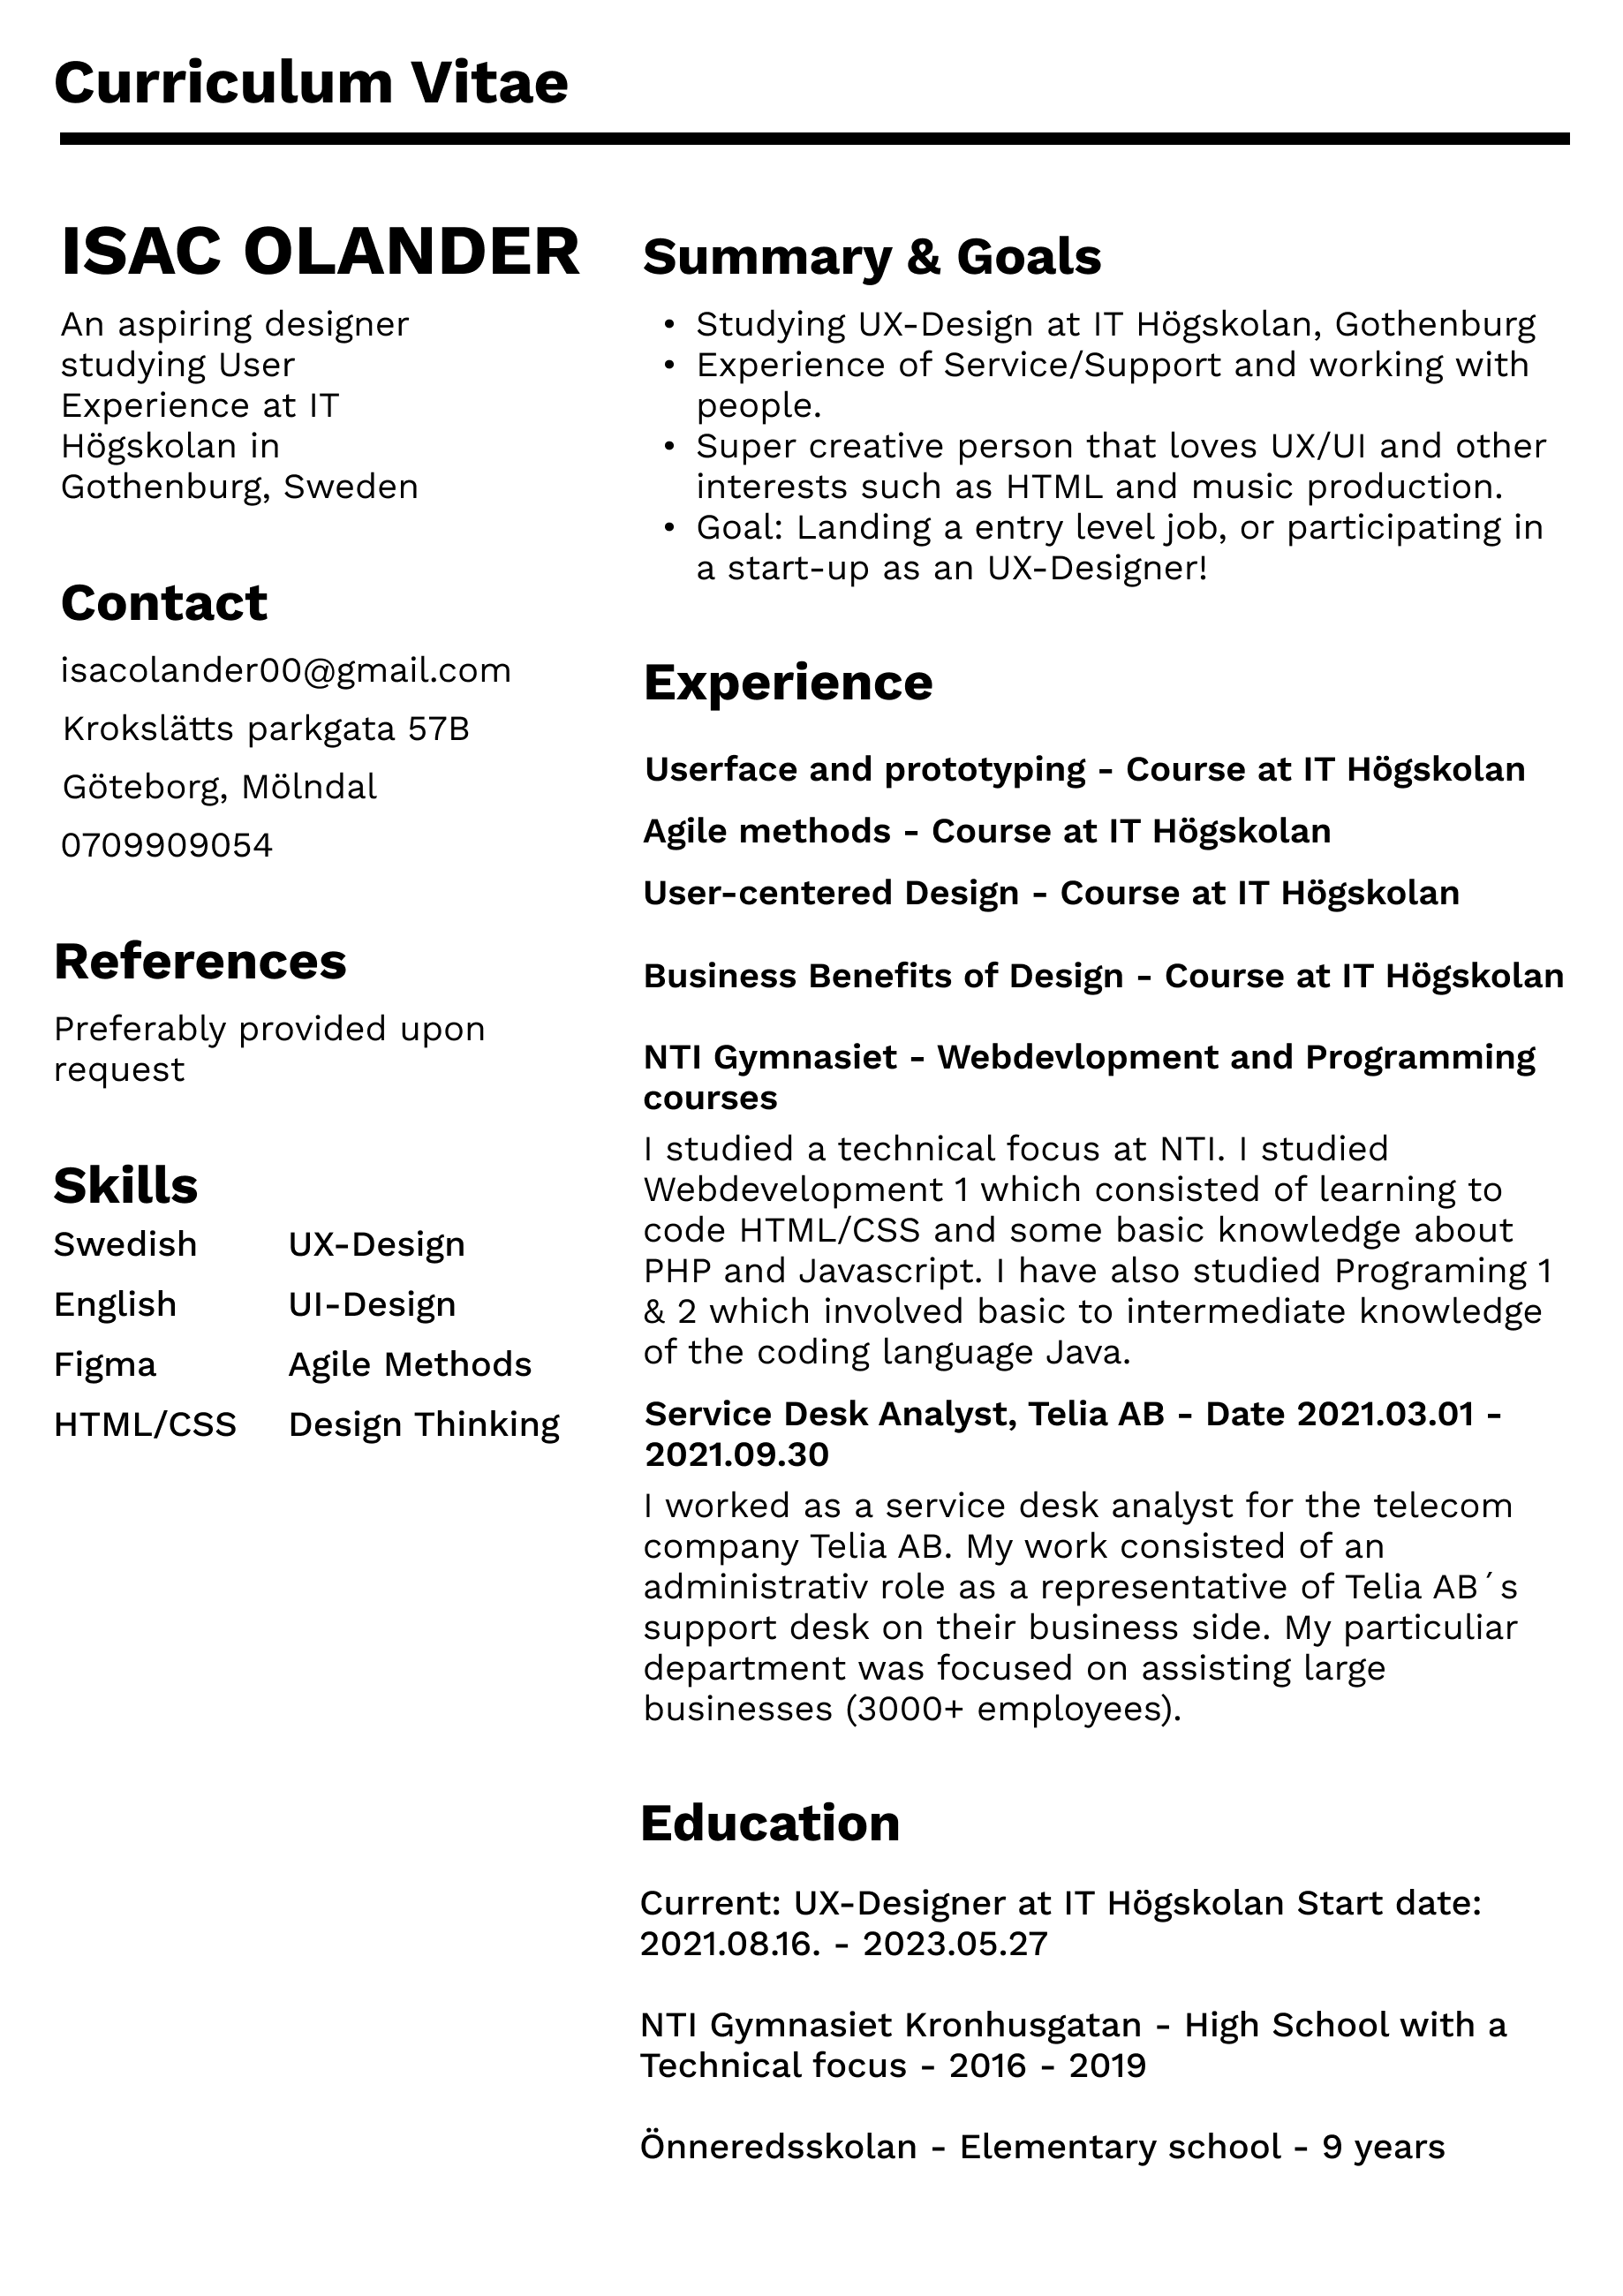 Curriculum Vitae
ISAC OLANDER
An aspiring designer
studying User
Experience at IT
Högskolan in
Gothenburg, Sweden
Contact
isacolander00@gmail.com
Krokslätts parkgata 57B
Göteborg, Mölndal
0709909054
References
Preferably provided upon
request
Skills
Swedish UX-Design
English UI-Design
Figma Agile Methods
HTML/CSS Design Thinking
Summary & Goals
• Studying UX-Design at IT Högskolan, Gothenburg
• Experience of Service/Support and working with
people.
• Super creative person that loves UX/UI and other
interests such as HTML and music production.
• Goal: Landing a entry level job, or participating in
a start-up as an UX-Designer!
Experience
Userface and prototyping - Course at IT Högskolan
Agile methods - Course at IT Högskolan
User-centered Design - Course at IT Högskolan
Business Benefits of Design - Course at IT Högskolan
NTI Gymnasiet - Webdevlopment and Programming
courses
I studied a technical focus at NTI. I studied
Webdevelopment 1 which consisted of learning to
code HTML/CSS and some basic knowledge about
PHP and Javascript. I have also studied Programing 1
& 2 which involved basic to intermediate knowledge
of the coding language Java.
Service Desk Analyst, Telia AB - Date 2021.03.01 -
2021.09.30
I worked as a service desk analyst for the telecom
company Telia AB. My work consisted of an
administrativ role as a representative of Telia AB´s
support desk on their business side. My particuliar
department was focused on assisting large
businesses (3000+ employees).
Education
Current: UX-Designer at IT Högskolan Start date:
2021.08.16. - 2023.05.27
NTI Gymnasiet Kronhusgatan - High School with a
Technical focus - 2016 - 2019
Önneredsskolan - Elementary school - 9 years